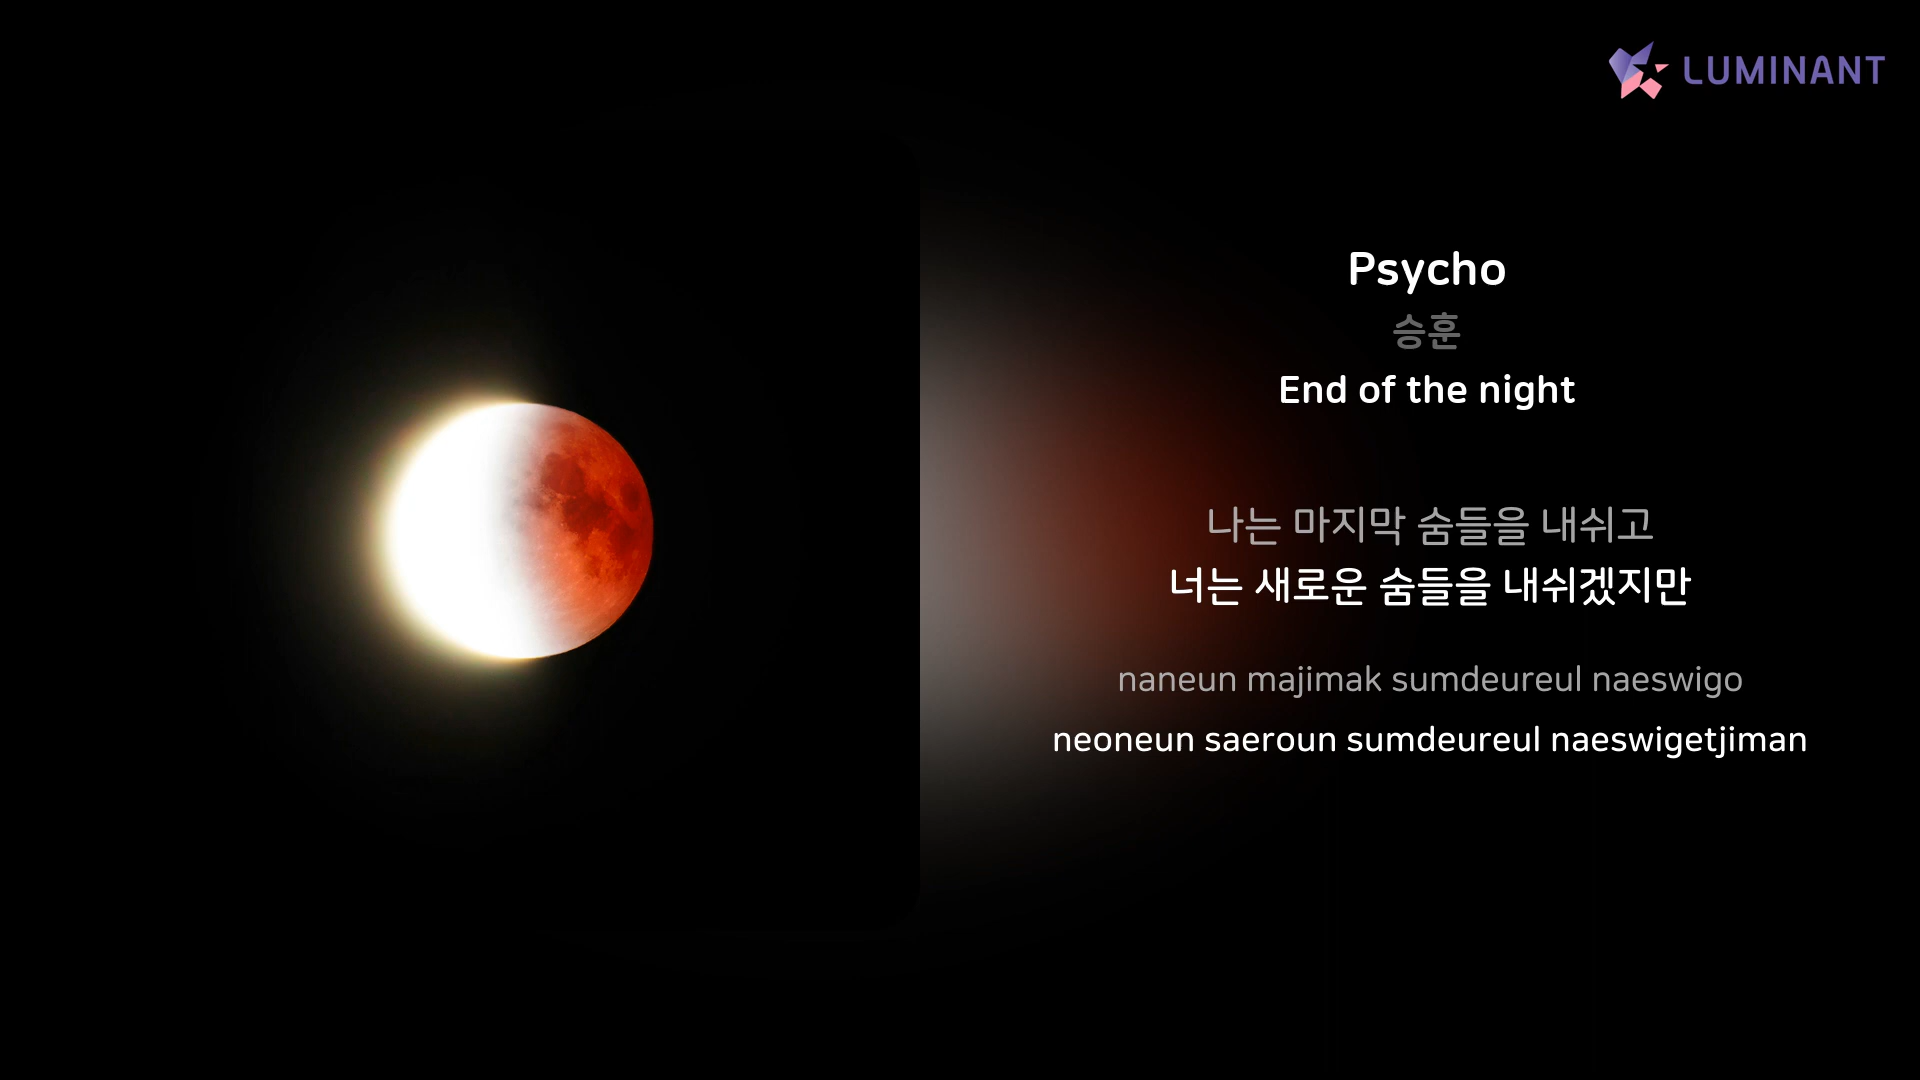 LUMINANT
Psycho
승훈
End of the night
나는 마지막 숨들을 내쉬고
너는 새로운 숨들을 내쉬겠지만
naneun majimak sumdeureul naeswigo
neoneun saeroun sumdeureul naeswigetjiman